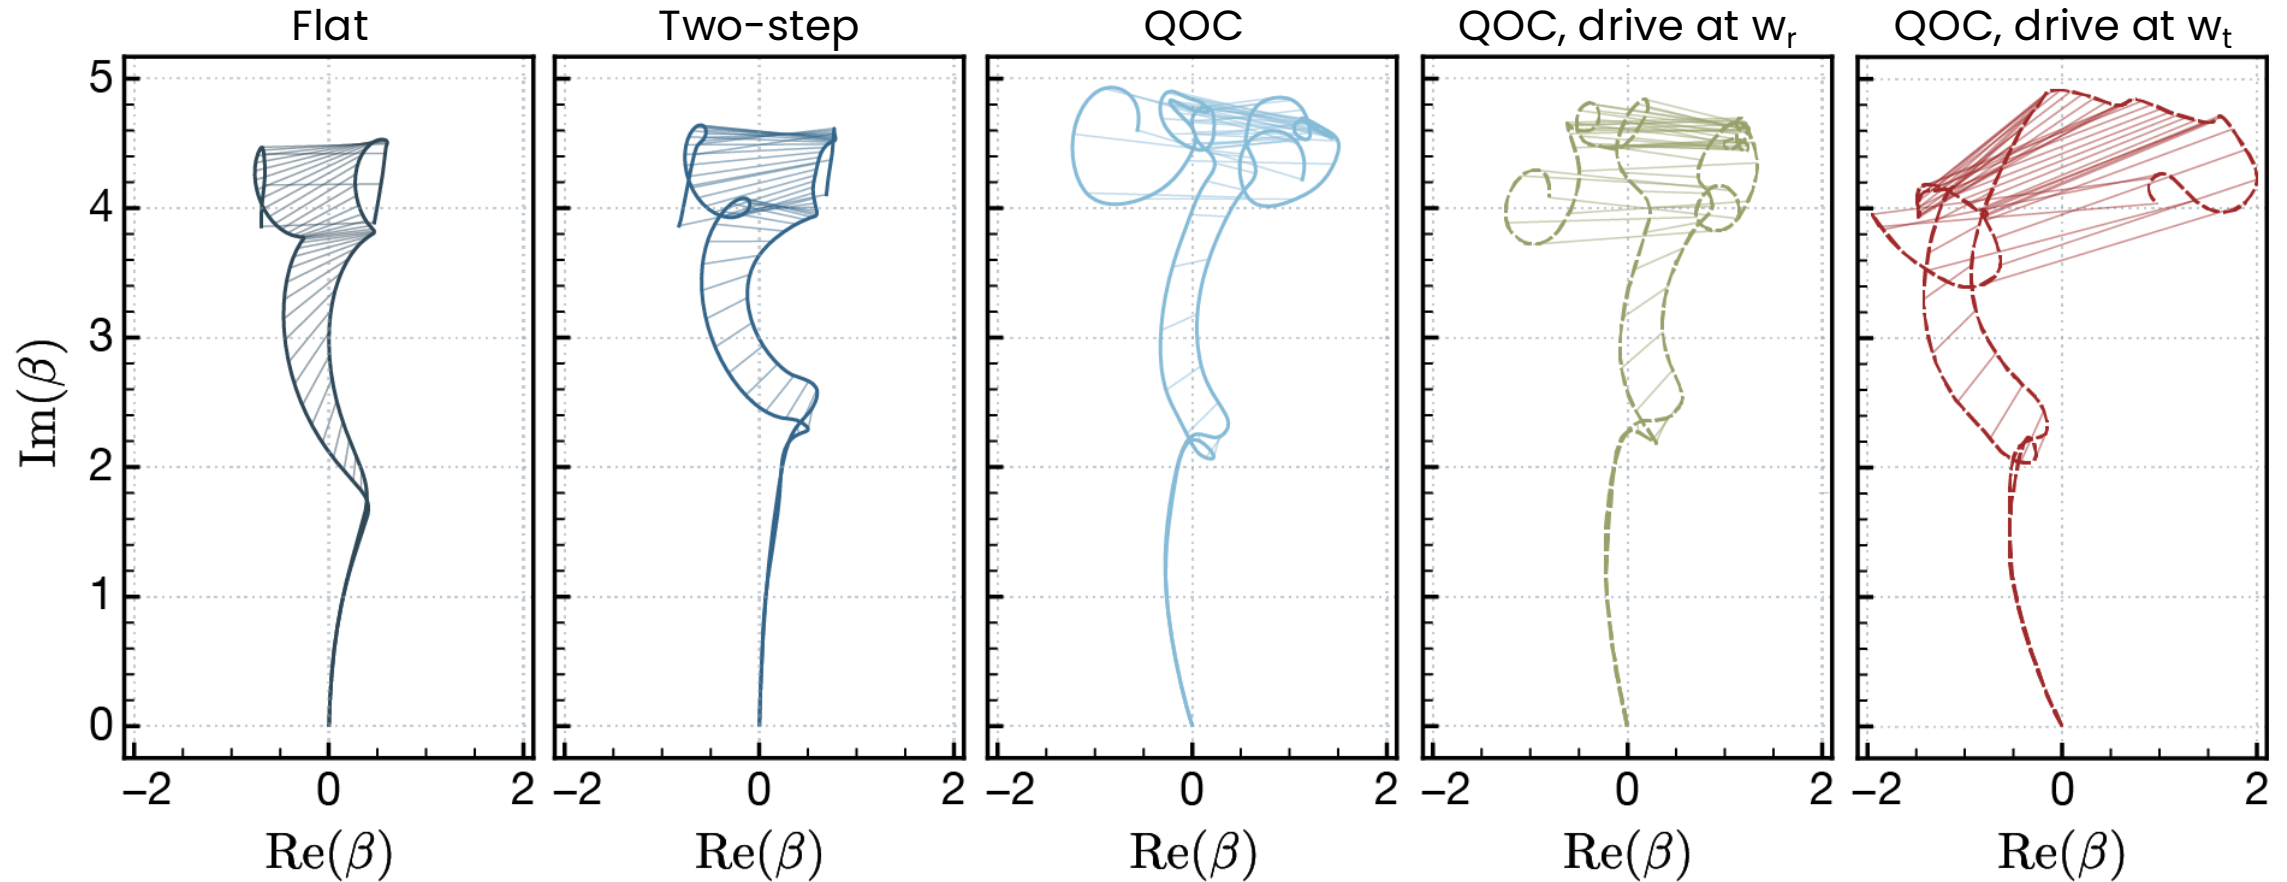 Flat
Two-step
QOC
QOC, drive at wᵣ
QOC, drive at wₜ
Im(β)
5
4
3
2
1
0
−2 0 2
−2 0 2
−2 0 2
−2 0 2
−2 0 2
Re(β)
Re(β)
Re(β)
Re(β)
Re(β)